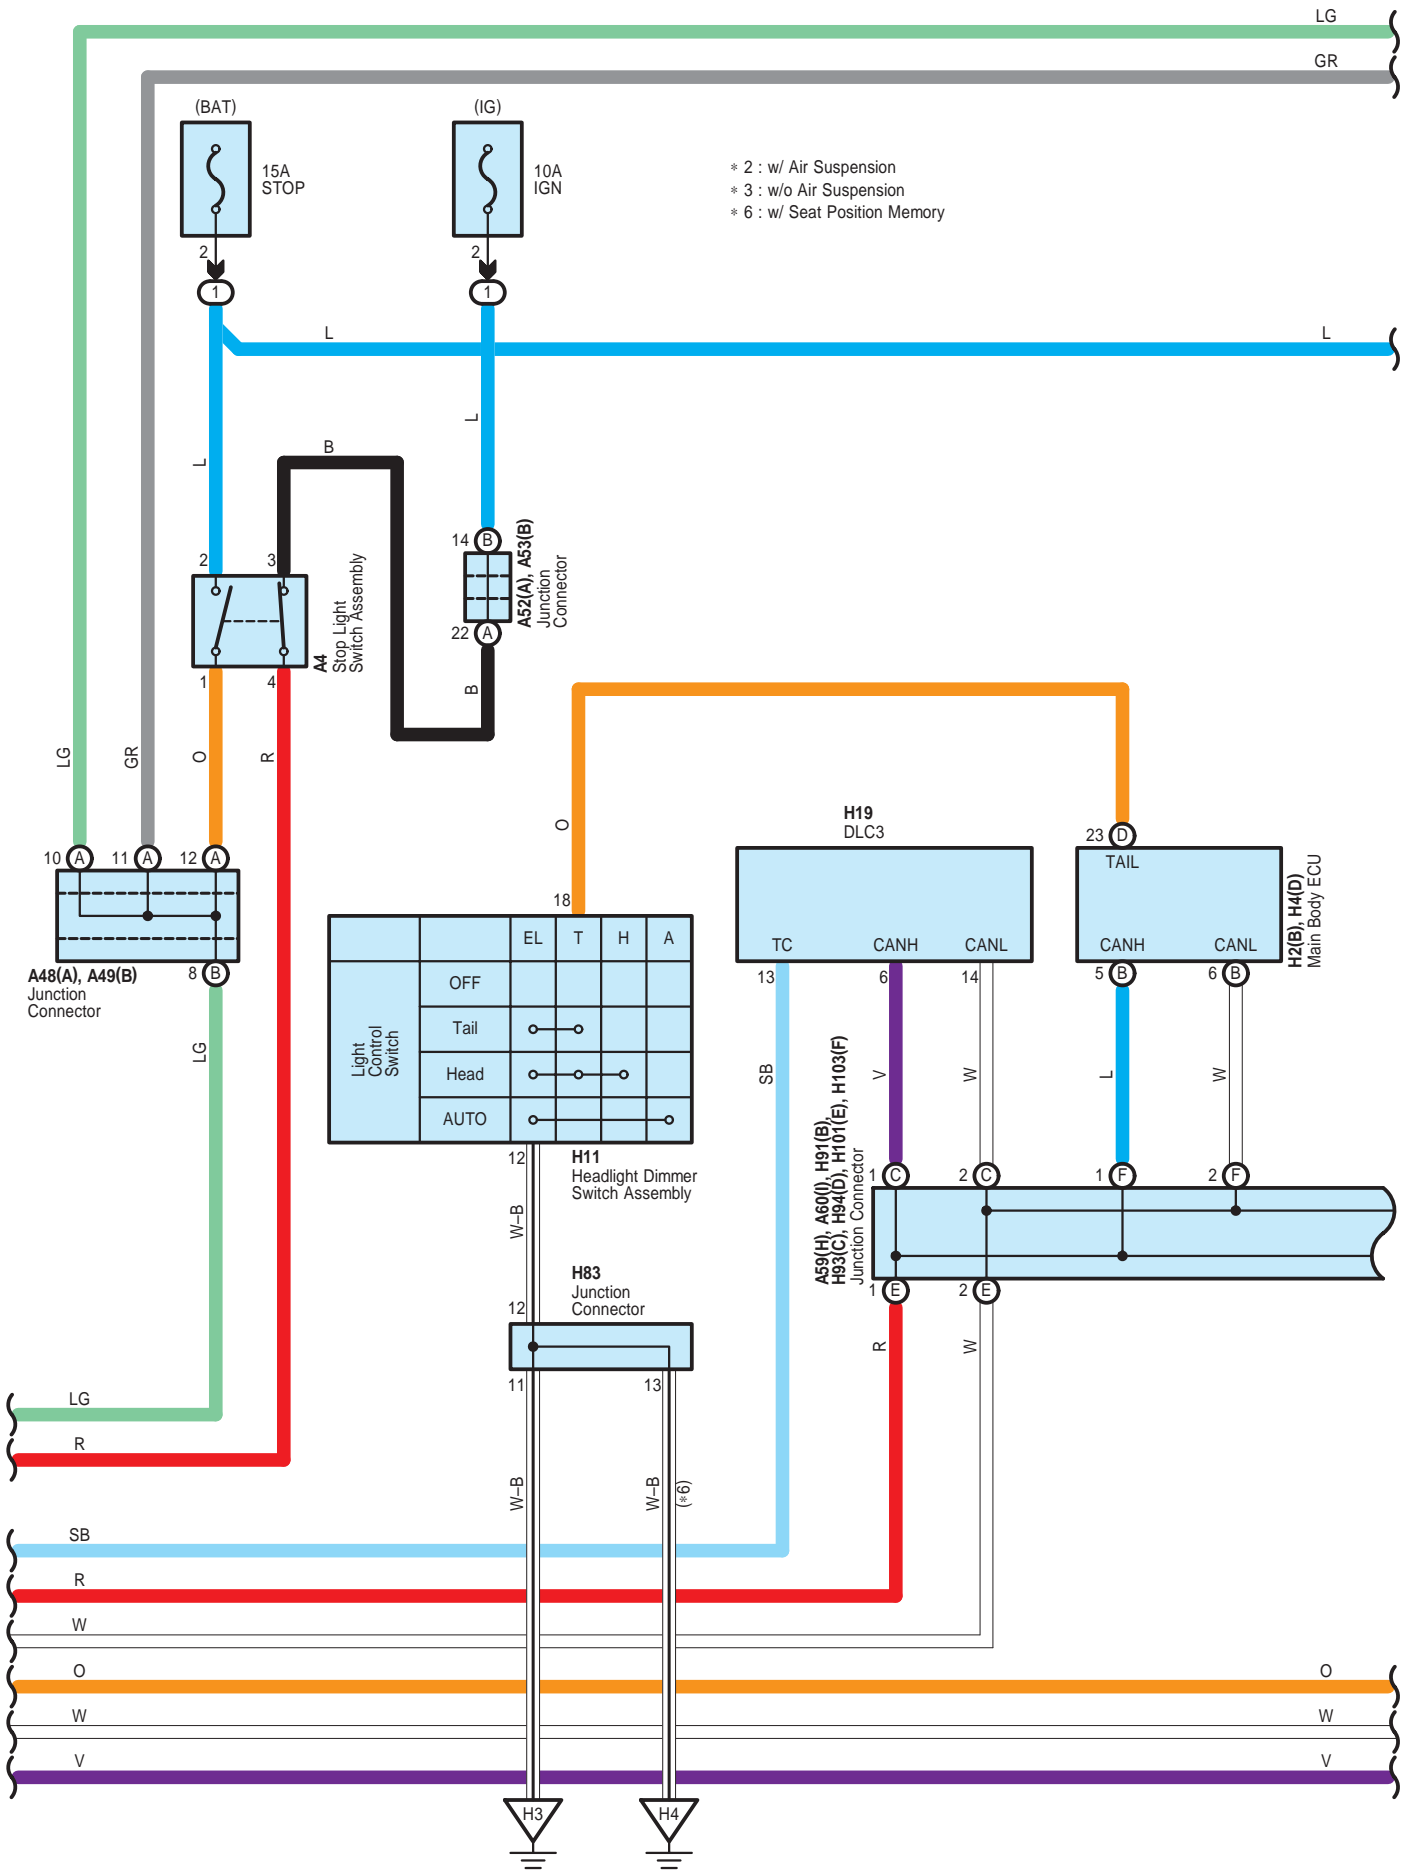 LG
GR
(BAT)
(IG)
15A
STOP
10A
IGN
* 2 : w/ Air Suspension
* 3 : w/o Air Suspension
* 6 : w/ Seat Position Memory
2
2
1
1
L
L
L
L
B
14 B
A52(A), A53(B)
Junction
Connector
22 A
2
3
A4
Stop Light
Switch Assembly
1
4
B
LG
GR
O
R
10 A
11 A
12 A
A48(A), A49(B)
Junction
Connector
8 B
LG
O
18
EL
T
H
A
OFF
Tail
Head
AUTO
Light
Control
Switch
12
H11
Headlight Dimmer
Switch Assembly
W–B
H19
DLC3
TC
CANH
CANL
13
6
14
SB
V
W
23 D
TAIL
CANH
CANL
H2(B), H4(D)
Main Body ECU
5 B
6 B
L
W
1 C
2 C
1 F
2 F
A59(H), A60(I), H91(B),
H93(C), H94(D), H101(E), H103(F)
Junction Connector
1 E
2 E
R
W
H83
Junction
Connector
12
11
13
W–B
W–B
(*6)
LG
R
SB
R
W
O
O
W
W
V
V
H3
H4